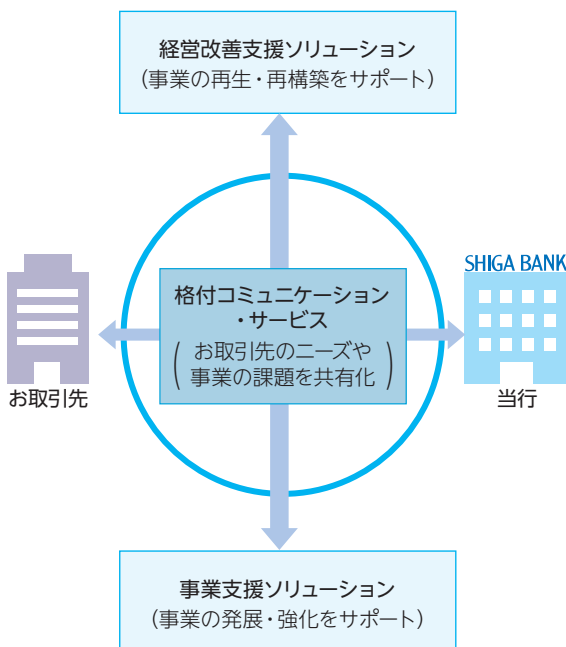 経営改善支援ソリューション
(事業の再生・再構築をサポート)
SHIGA BANK
格付コミュニケーション
・サービス
(お取引先のニーズや
事業の課題を共有化)
お取引先
当行
事業支援ソリューション
(事業の発展・強化をサポート)